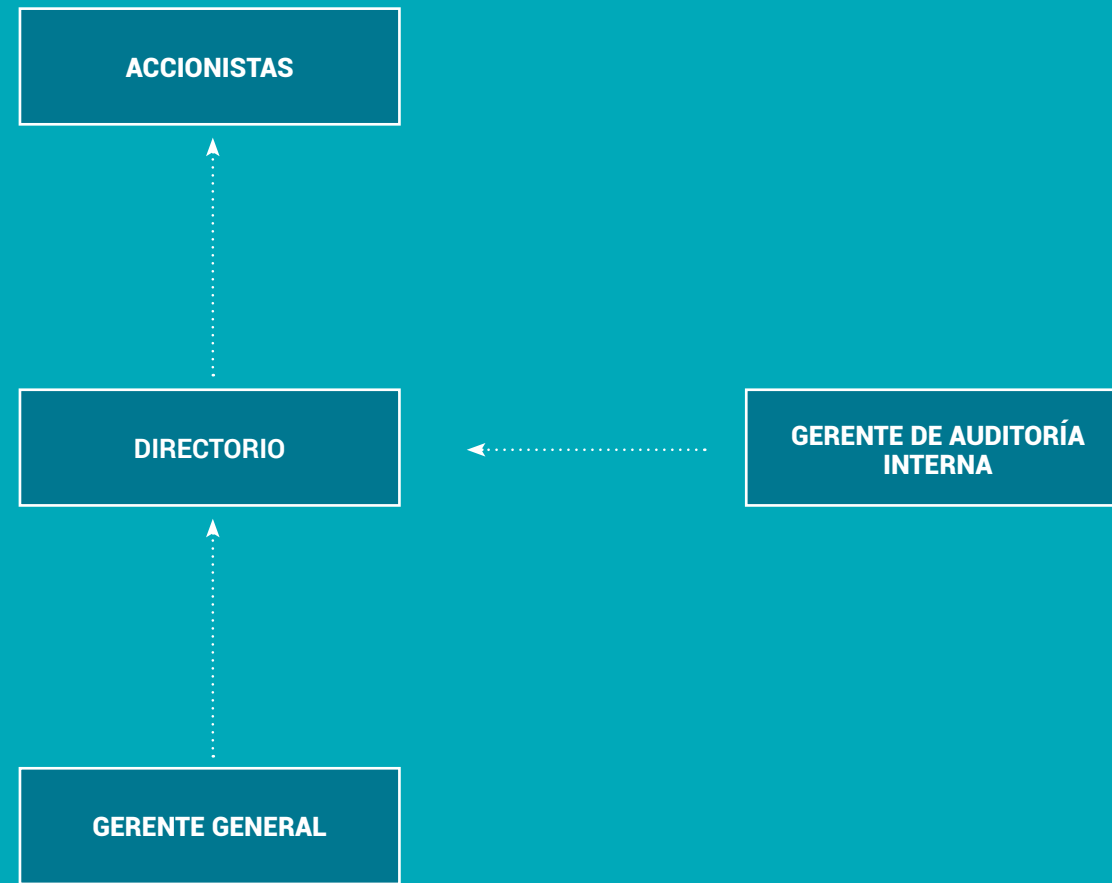 ACCIONISTAS
DIRECTORIO
GERENTE DE AUDITORÍA
INTERNA
GERENTE GENERAL